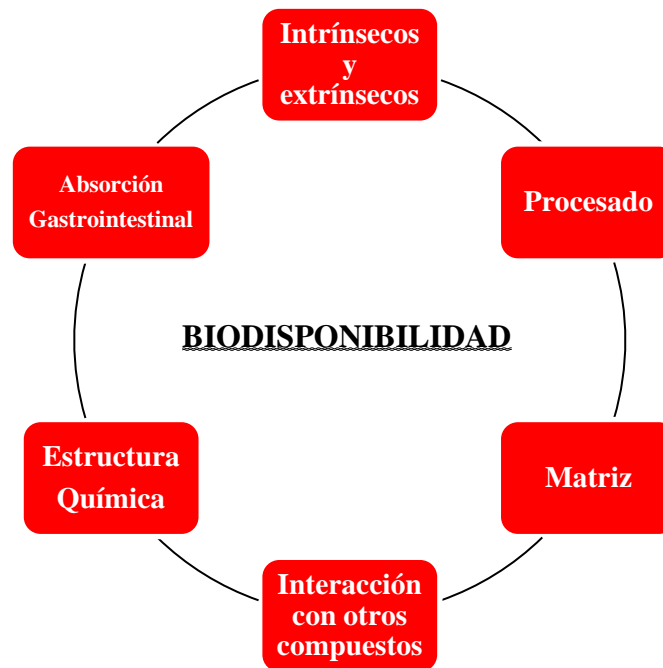 Intrínsecos
y
extrínsecos
Absorción
Gastrointestinal
Procesado
BIODISPONIBILIDAD
Estructura
Química
Matriz
Interacción
con otros
compuestos